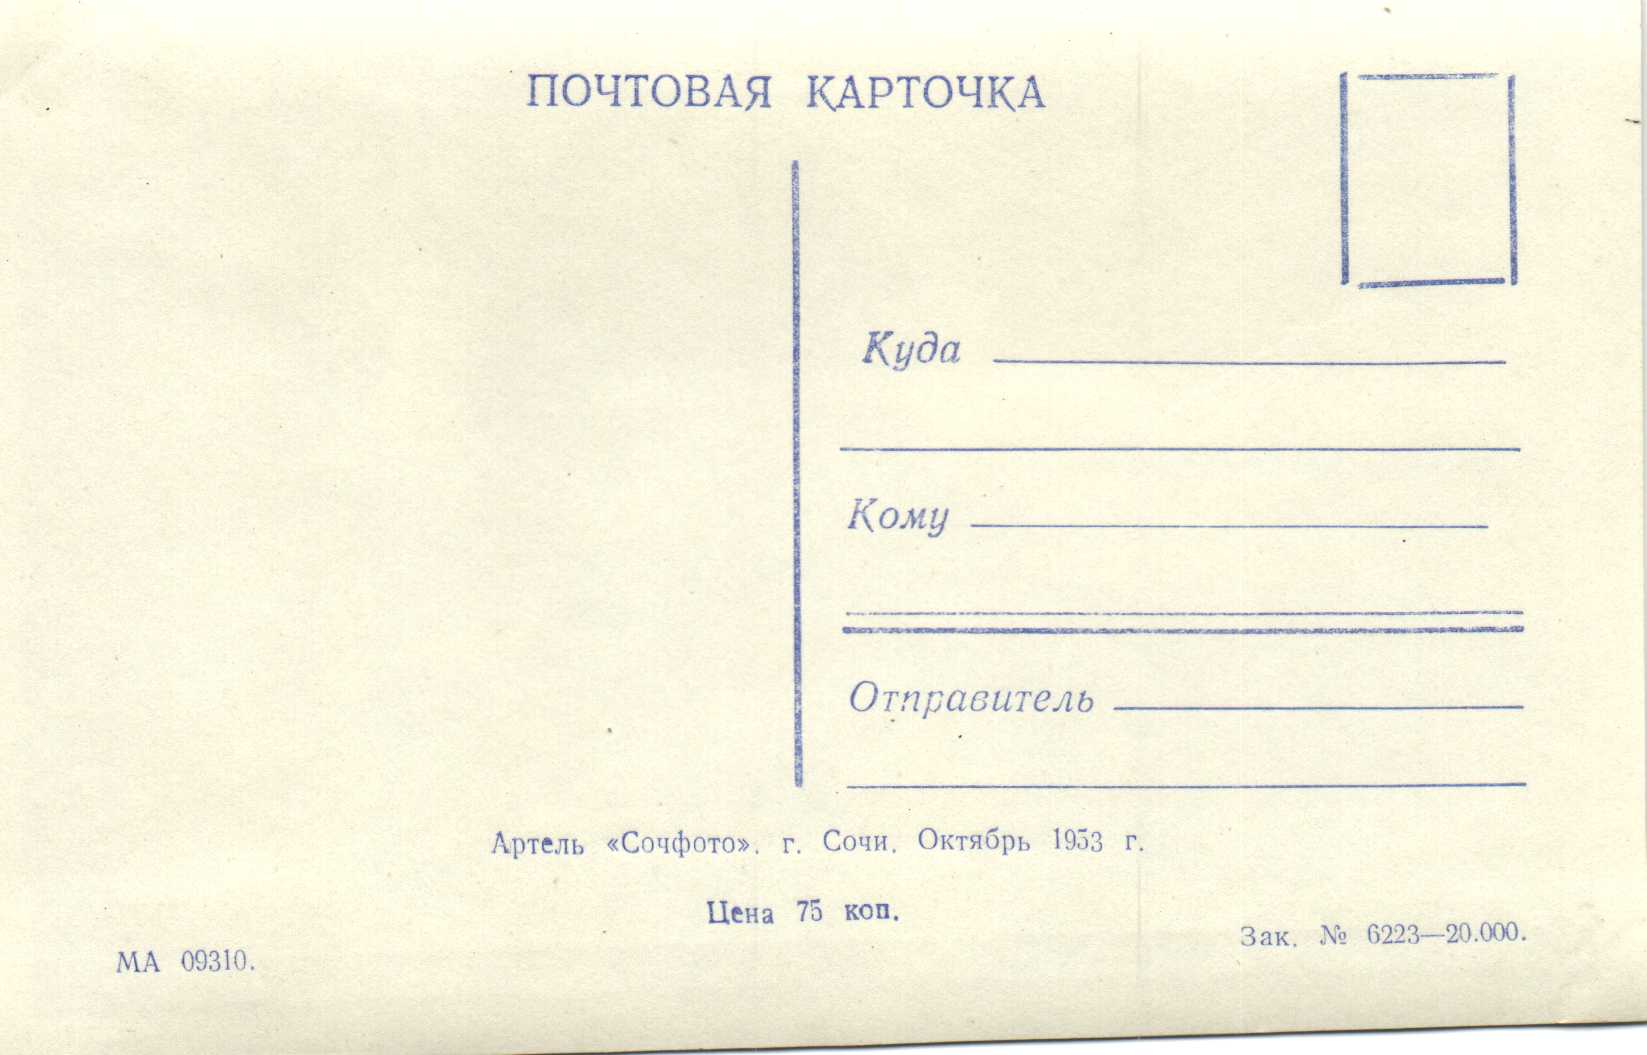 ПОЧТОВАЯ КАРТОЧКА
Куда
Кому
Отправитель
Артель «Сочфото». г. Сочи. Октябрь 1953 г.
Цена 75 коп.
МА 09310.
Зак. № 6223—20.000.